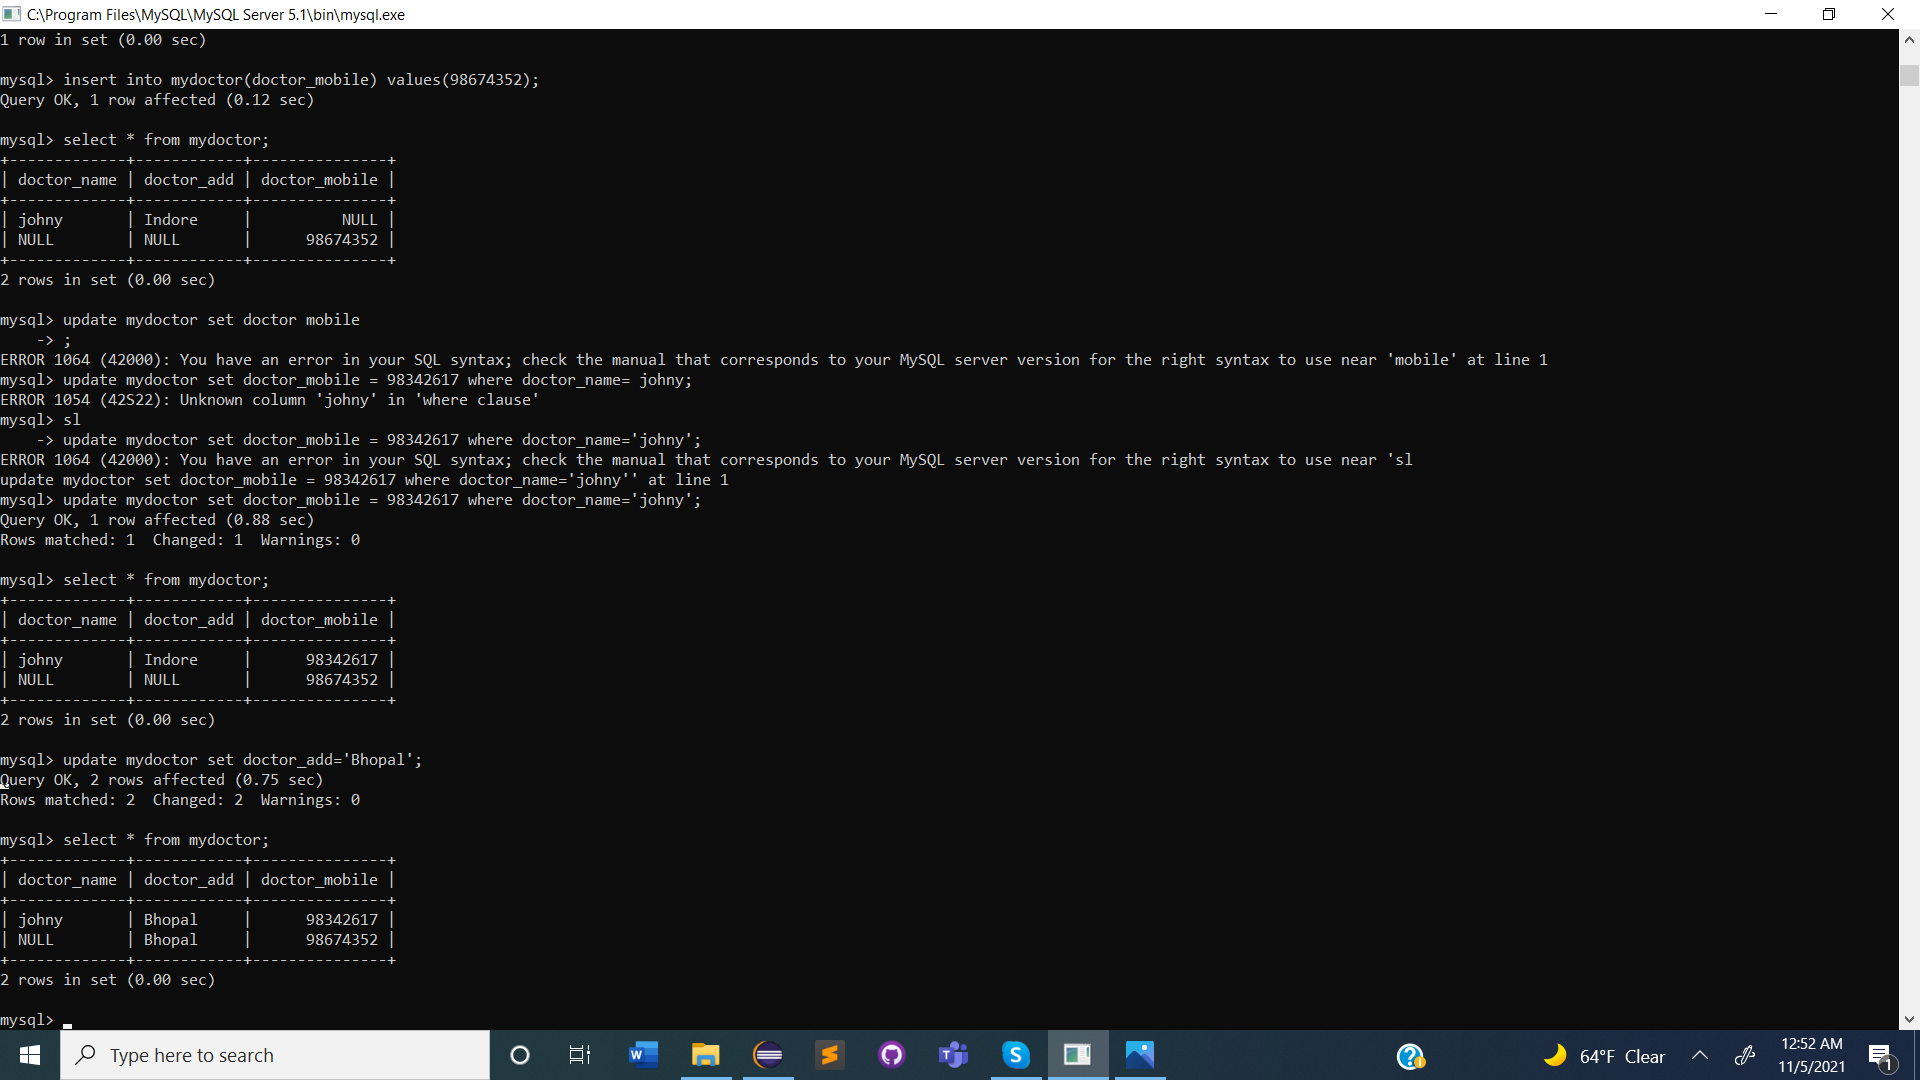 C:\Program Files\MySQL\MySQL Server 5.1\bin\mysql.exe
1 row in set (0.00 sec)
mysql> insert into mydoctor(doctor_mobile) values(98674352);
Query OK, 1 row affected (0.12 sec)
mysql> select * from mydoctor;
+-------------+------------+---------------+
| doctor_name | doctor_add | doctor_mobile |
+-------------+------------+---------------+
| johny       | Indore     |          NULL |
| NULL        | NULL       |      98674352 |
+-------------+------------+---------------+
2 rows in set (0.00 sec)
mysql> update mydoctor set doctor mobile
    -> ;
ERROR 1064 (42000): You have an error in your SQL syntax; check the manual that corresponds to your MySQL server version for the right syntax to use near 'mobile' at line 1
mysql> update mydoctor set doctor_mobile = 98342617 where doctor_name= johny;
ERROR 1054 (42S22): Unknown column 'johny' in 'where clause'
mysql> sl
    -> update mydoctor set doctor_mobile = 98342617 where doctor_name='johny';
ERROR 1064 (42000): You have an error in your SQL syntax; check the manual that corresponds to your MySQL server version for the right syntax to use near 'sl
update mydoctor set doctor_mobile = 98342617 where doctor_name='johny'' at line 1
mysql> update mydoctor set doctor_mobile = 98342617 where doctor_name='johny';
Query OK, 1 row affected (0.88 sec)
Rows matched: 1  Changed: 1  Warnings: 0
mysql> select * from mydoctor;
+-------------+------------+---------------+
| doctor_name | doctor_add | doctor_mobile |
+-------------+------------+---------------+
| johny       | Indore     |      98342617 |
| NULL        | NULL       |      98674352 |
+-------------+------------+---------------+
2 rows in set (0.00 sec)
mysql> update mydoctor set doctor_add='Bhopal';
Query OK, 2 rows affected (0.75 sec)
Rows matched: 2  Changed: 2  Warnings: 0
mysql> select * from mydoctor;
+-------------+------------+---------------+
| doctor_name | doctor_add | doctor_mobile |
+-------------+------------+---------------+
| johny       | Bhopal     |      98342617 |
| NULL        | Bhopal     |      98674352 |
+-------------+------------+---------------+
2 rows in set (0.00 sec)
mysql>
Type here to search
64°F Clear
12:52 AM
11/5/2021
1